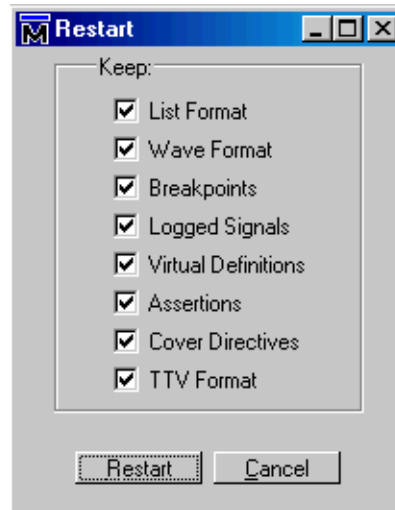 M Restart
Keep:
List Format
Wave Format
Breakpoints
Logged Signals
Virtual Definitions
Assertions
Cover Directives
TTV Format
Restart Cancel